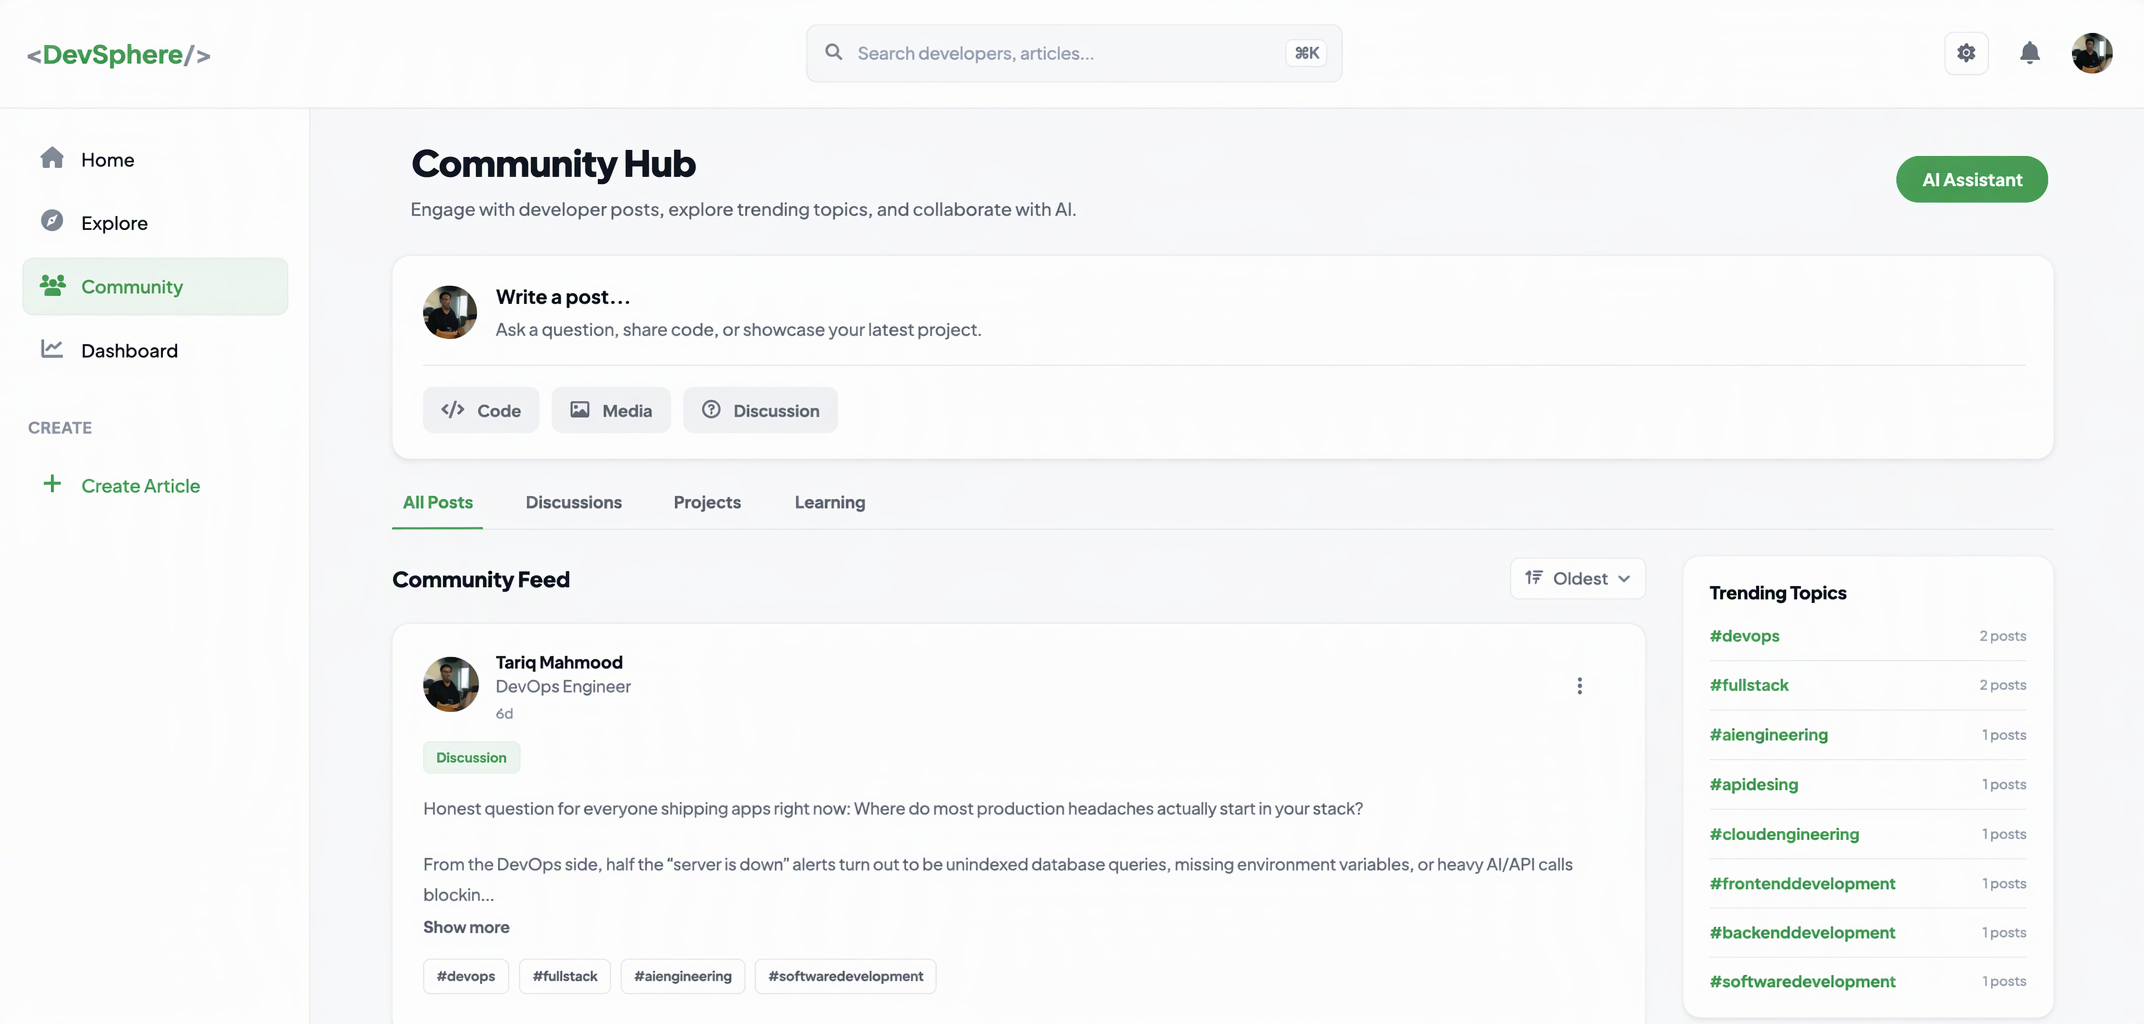 <DevSphere/>
Search developers, articles...
⌘K
Home
Explore
Community
Dashboard
CREATE
Create Article
Community Hub
Engage with developer posts, explore trending topics, and collaborate with AI.
AI Assistant
Write a post...
Ask a question, share code, or showcase your latest project.
Code
Media
Discussion
All Posts
Discussions
Projects
Learning
Community Feed
Oldest
Tariq Mahmood
DevOps Engineer
6d
Discussion
Honest question for everyone shipping apps right now: Where do most production headaches actually start in your stack?
From the DevOps side, half the “server is down” alerts turn out to be unindexed database queries, missing environment variables, or heavy AI/API calls
blockin...
Show more
#devops
#fullstack
#aiengineering
#softwaredevelopment
Trending Topics
#devops 2 posts
#fullstack 2 posts
#aiengineering 1 posts
#apidesing 1 posts
#cloudengineering 1 posts
#frontenddevelopment 1 posts
#backenddevelopment 1 posts
#softwaredevelopment 1 posts